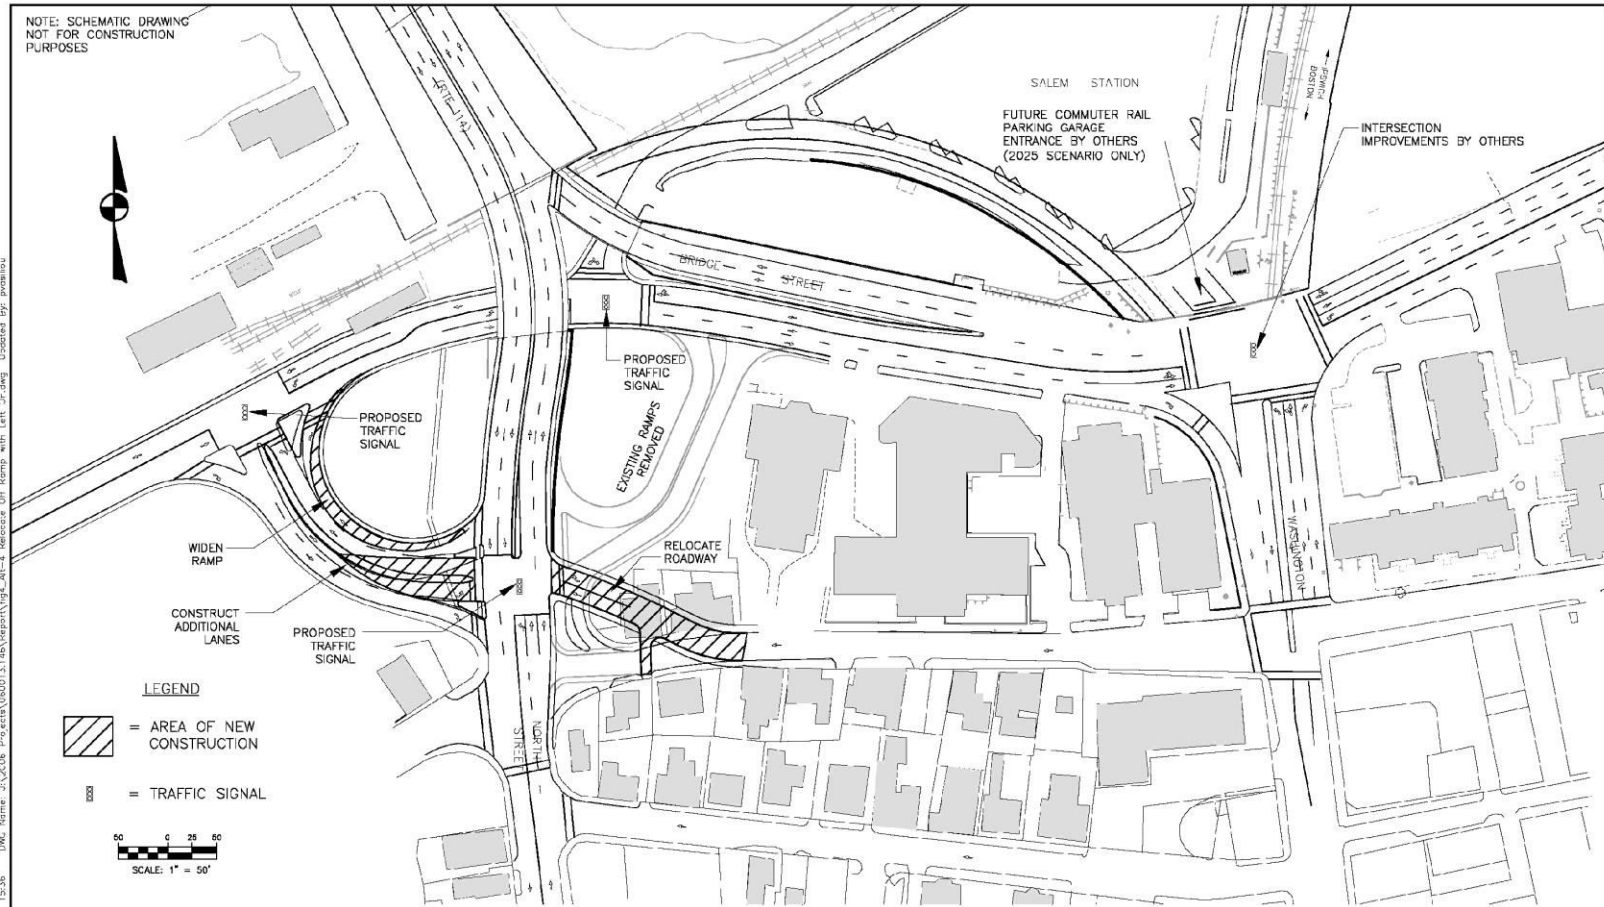 NOTE: SCHEMATIC DRAWING
NOT FOR CONSTRUCTION
PURPOSES
(RTE 114)
SALEM STATION
FUTURE COMMUTER RAIL
PARKING GARAGE
ENTRANCE BY OTHERS
(2025 SCENARIO ONLY)
IPSWICH
BOSTON
INTERSECTION
IMPROVEMENTS BY OTHERS
BRIDGE
STREET
PROPOSED
TRAFFIC
SIGNAL
PROPOSED
TRAFFIC
SIGNAL
EXISTING RAMPS
REMOVED
WIDEN
RAMP
RELOCATE
ROADWAY
WASHINGTON
CONSTRUCT
ADDITIONAL
LANES
PROPOSED
TRAFFIC
SIGNAL
NORTH
STREET
LEGEND
= AREA OF NEW
CONSTRUCTION
= TRAFFIC SIGNAL
50 0 25 50
SCALE: 1" = 50'